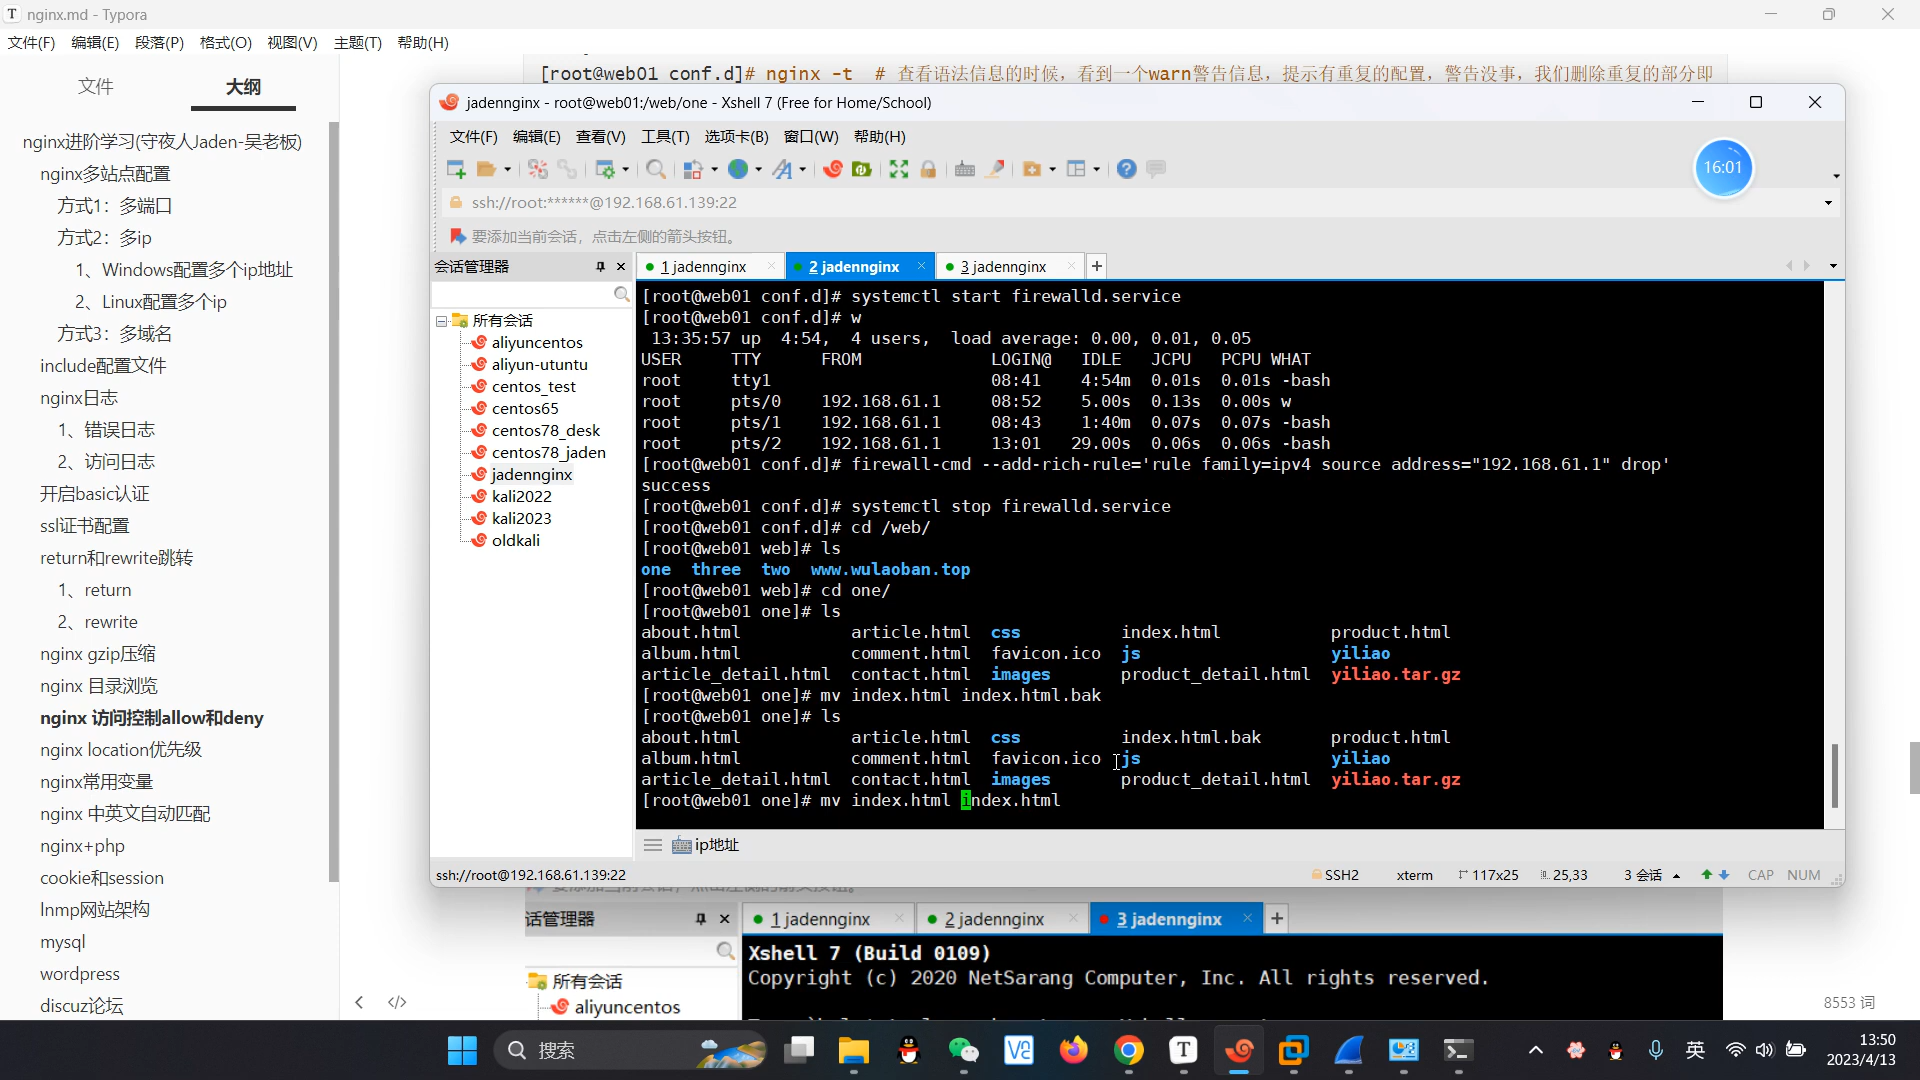 nginx.md - Typora
文件(F) 编辑(E) 段落(P) 格式(O) 视图(V) 主题(T) 帮助(H)
文件 大纲
nginx进阶学习(守夜人Jaden-吴老板)
nginx多站点配置
方式1：多端口
方式2：多ip
1、Windows配置多个ip地址
2、Linux配置多个ip
方式3：多域名
include配置文件
nginx日志
1、错误日志
2、访问日志
开启basic认证
ssl证书配置
return和rewrite跳转
1、return
2、rewrite
nginx gzip压缩
nginx 目录浏览
nginx 访问控制allow和deny
nginx location优先级
nginx常用变量
nginx 中英文自动匹配
nginx+php
cookie和session
lnmp网站架构
mysql
wordpress
discuz论坛
[root@web01 conf.d]# nginx -t # 查看语法信息的时候，看到一个warn警告信息，提示有重复的配置，警告没事，我们删除重复的部分即
jadennginx - root@web01:/web/one - Xshell 7 (Free for Home/School)
文件(F) 编辑(E) 查看(V) 工具(T) 选项卡(B) 窗口(W) 帮助(H)
16:01
ssh://root:******@192.168.61.139:22
要添加当前会话，点击左侧的箭头按钮。
会话管理器
1 jadennginx 2 jadennginx 3 jadennginx
所有会话
aliyuncentos
aliyun-ututu
centos_test
centos65
centos78_desk
centos78_jaden
jadennginx
kali2022
kali2023
oldkali
[root@web01 conf.d]# systemctl start firewalld.service
[root@web01 conf.d]# w
13:35:57 up 4:54, 4 users, load average: 0.00, 0.01, 0.05
USER TTY FROM LOGIN@ IDLE JCPU PCPU WHAT
root tty1 08:41 4:54m 0.01s 0.01s -bash
root pts/0 192.168.61.1 08:52 5.00s 0.13s 0.00s w
root pts/1 192.168.61.1 08:43 1:40m 0.07s 0.07s -bash
root pts/2 192.168.61.1 13:01 29.00s 0.06s 0.06s -bash
[root@web01 conf.d]# firewall-cmd --add-rich-rule='rule family=ipv4 source address="192.168.61.1" drop'
success
[root@web01 conf.d]# systemctl stop firewalld.service
[root@web01 conf.d]# cd /web/
[root@web01 web]# ls
one three two www.wulaoban.top
[root@web01 web]# cd one/
[root@web01 one]# ls
about.html article.html css index.html product.html
album.html comment.html favicon.ico js yiliao
article_detail.html contact.html images product_detail.html yiliao.tar.gz
[root@web01 one]# mv index.html index.html.bak
[root@web01 one]# ls
about.html article.html css index.html.bak product.html
album.html comment.html favicon.ico js yiliao
article_detail.html contact.html images product_detail.html yiliao.tar.gz
[root@web01 one]# mv index.html index.html
ip地址
ssh://root@192.168.61.139:22 SSH2 xterm 117x25 25,33 3 会话 CAP NUM
话管理器 1 jadennginx 2 jadennginx 3 jadennginx
所有会话
aliyuncentos
Xshell 7 (Build 0109)
Copyright (c) 2020 NetSarang Computer, Inc. All rights reserved.
8553 词
搜索
英
13:50
2023/4/13